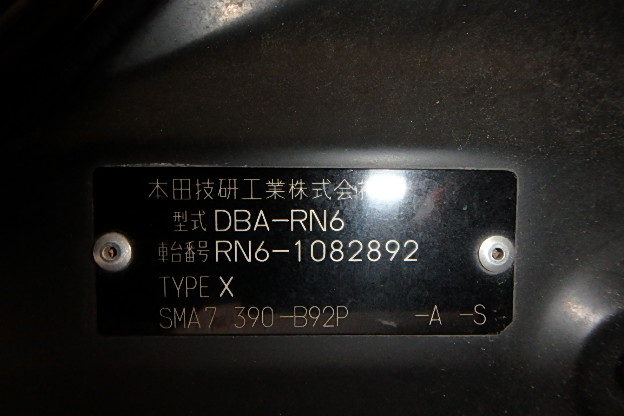 本田技研工業株式会
型式 DBA-RN6
車台番号 RN6-1082892
TYPE X
SMA7 390-B92P -A -S